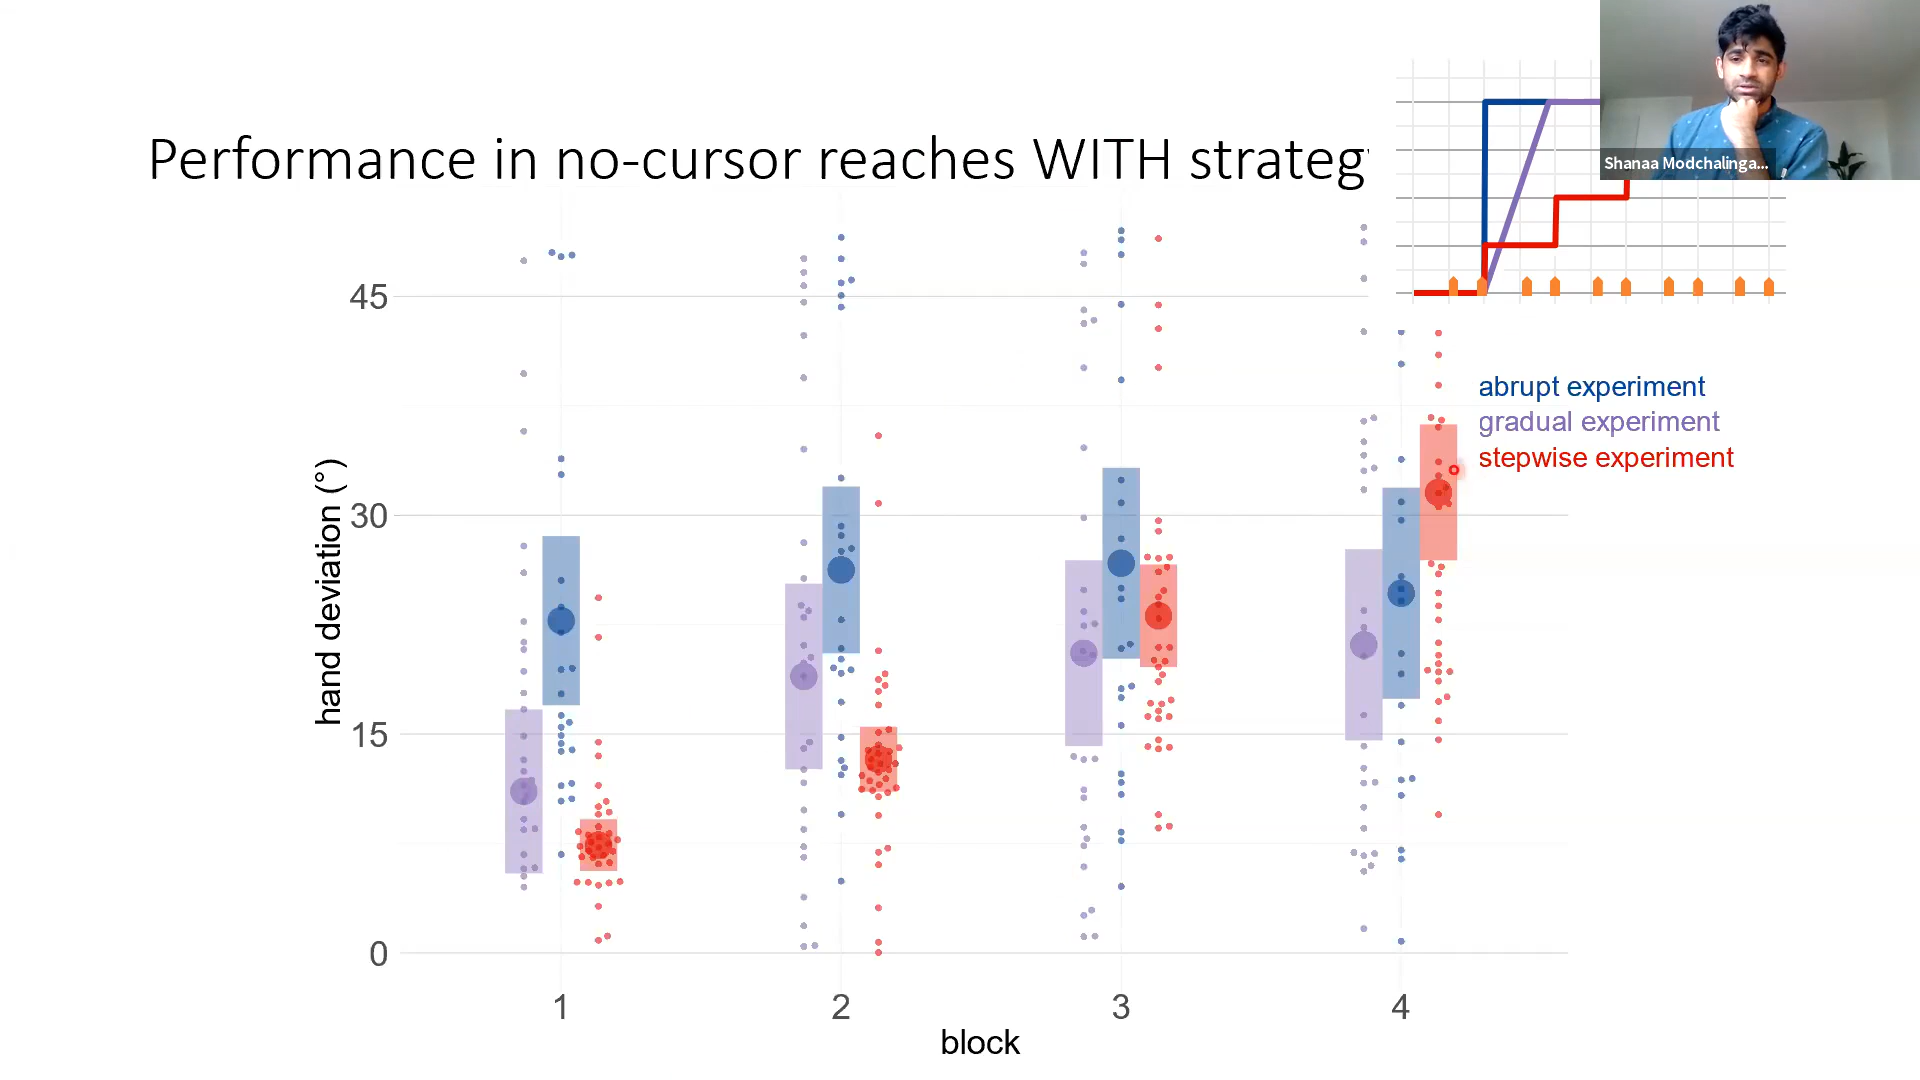 Performance in no-cursor reaches WITH strategy
Shanaa Modchalinga...
45
30
15
0
hand deviation (°)
abrupt experiment
gradual experiment
stepwise experiment
1
2
3
4
block